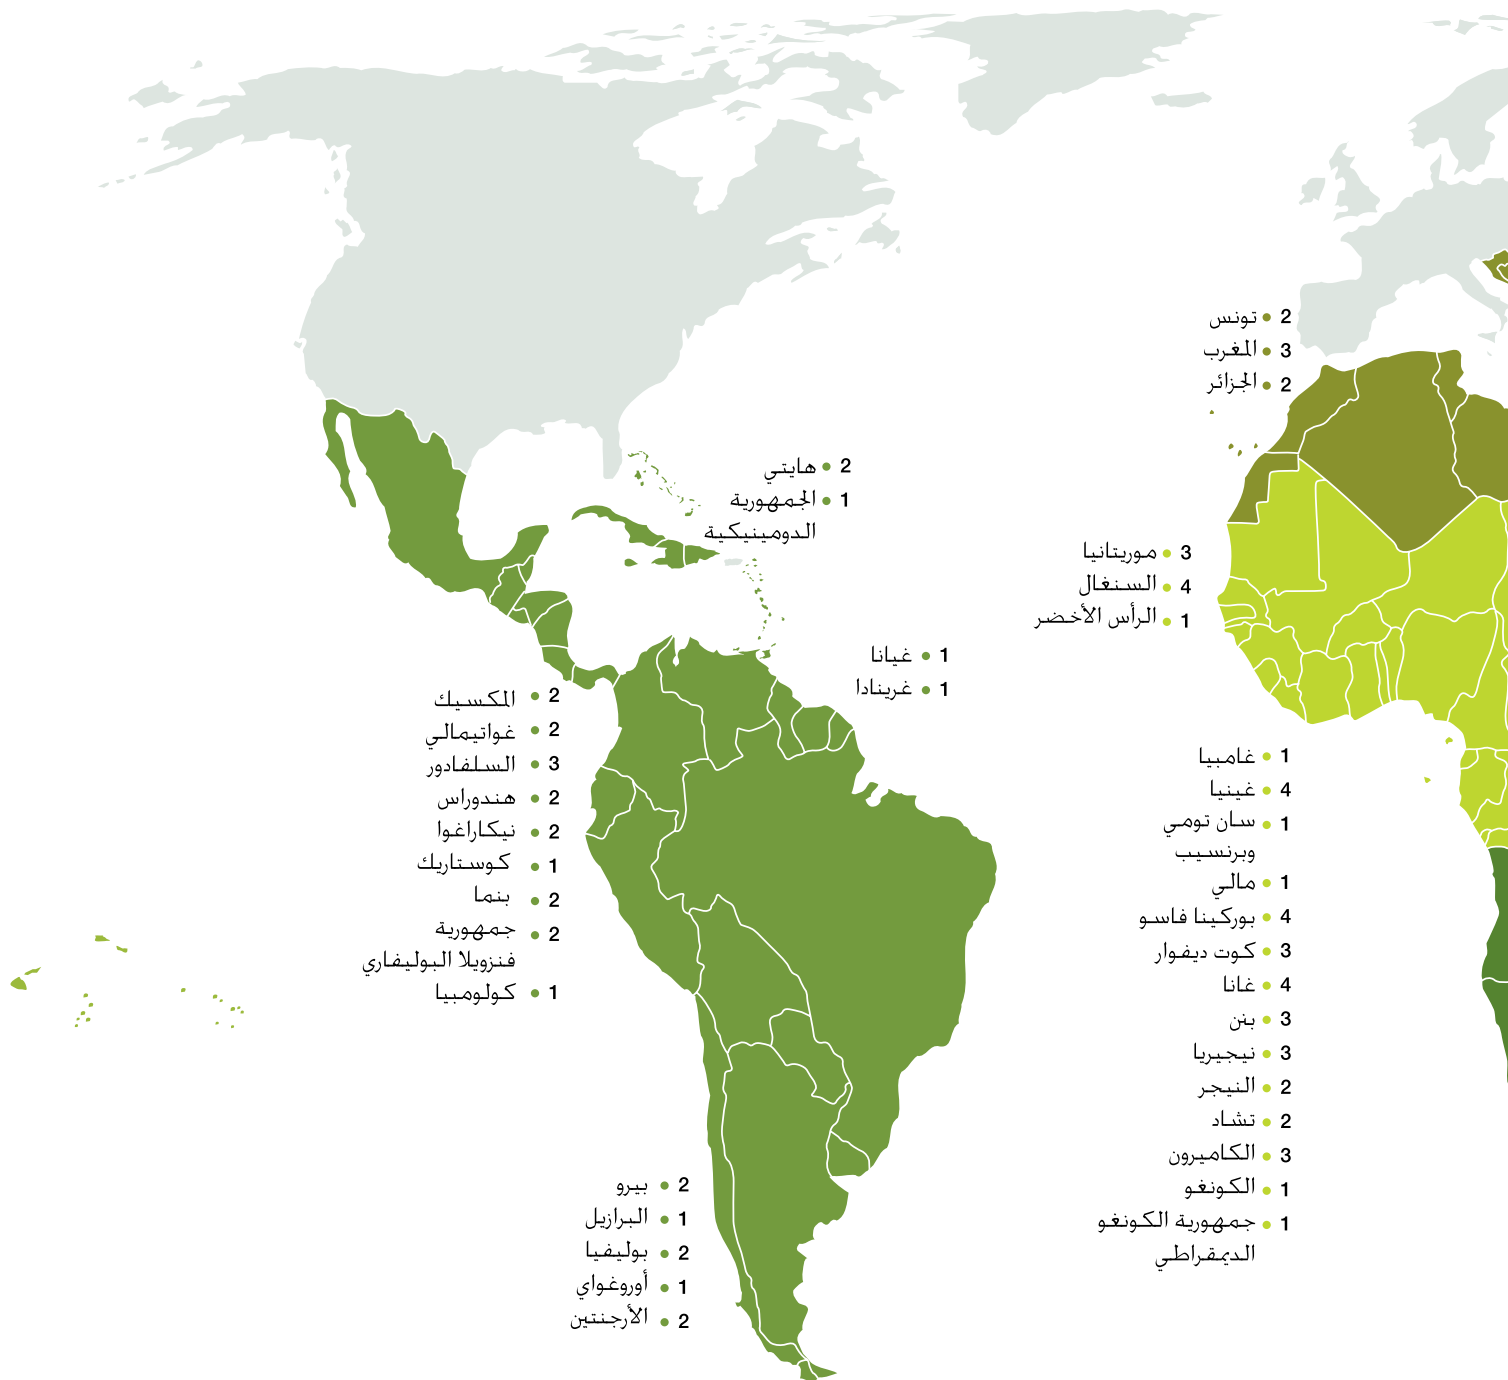 2 • تونس
3 • المغرب
2 • الجزائر
2 • هايتي
1 • الجمهورية
الدومينيكية
3 • موريتانيا
4 • السنغال
1 • الرأس الأخضر
1 • غيانا
1 • غرينادا
2 • المكسيك
2 • غواتيمالي
3 • السلفادور
2 • هندوراس
2 • نيكاراغوا
1 • كوستاريك
2 • بنما
2 • جمهورية
فنزويلا البوليفاري
1 • كولومبيا
1 • غامبيا
4 • غينيا
1 • سان تومي
وبرنسيب
1 • مالي
4 • بوركينا فاسو
3 • كوت ديفوار
4 • غانا
3 • بنن
3 • نيجيريا
2 • النيجر
2 • تشاد
3 • الكاميرون
1 • الكونغو
1 • جمهورية الكونغو
الديمقراطي
2 • بيرو
1 • البرازيل
2 • بوليفيا
1 • أوروغواي
2 • الأرجنتين